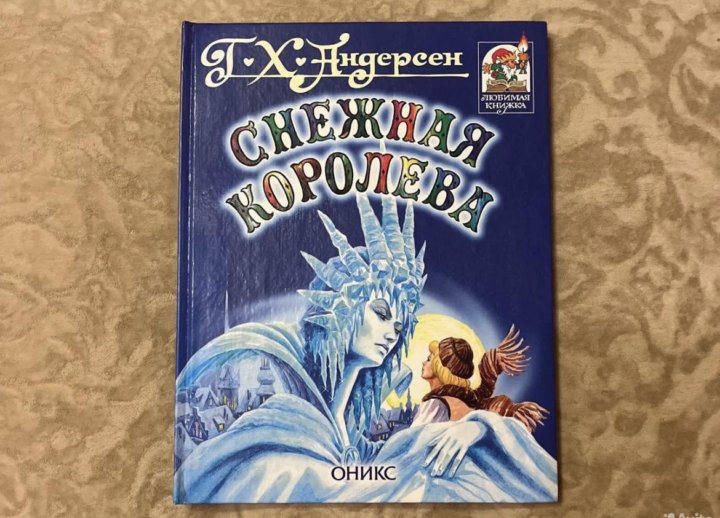 Г·Х·Андерсен
ЛЮБИМАЯ
КНИЖКА
СНЕЖНАЯ
КОРОЛЕВА
ОНИКС